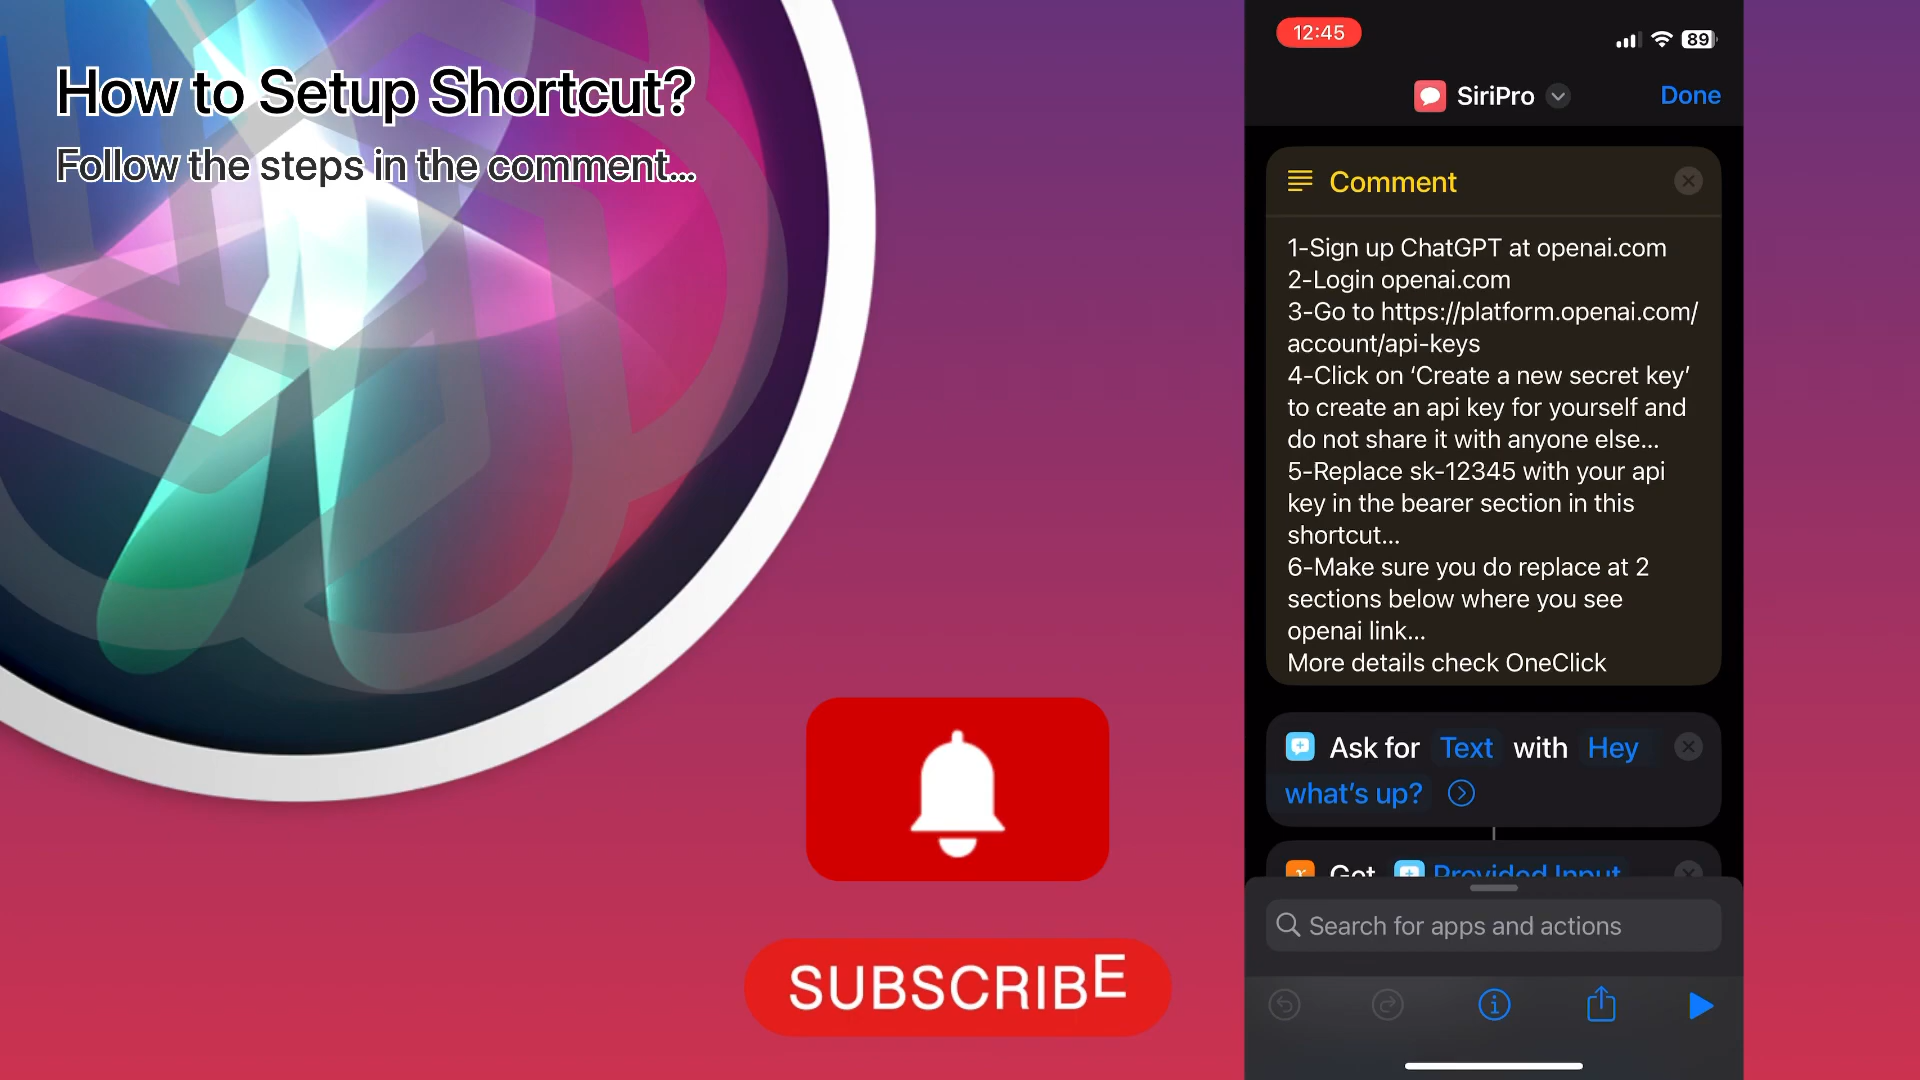 How to Setup Shortcut?
Follow the steps in the comment...
SUBSCRIBE
12:45
89
SiriPro
Done
Comment
1-Sign up ChatGPT at openai.com
2-Login openai.com
3-Go to https://platform.openai.com/
account/api-keys
4-Click on ‘Create a new secret key’
to create an api key for yourself and
do not share it with anyone else...
5-Replace sk-12345 with your api
key in the bearer section in this
shortcut...
6-Make sure you do replace at 2
sections below where you see
openai link...
More details check OneClick
Ask for Text with Hey
what’s up?
Get Provided Input
Search for apps and actions